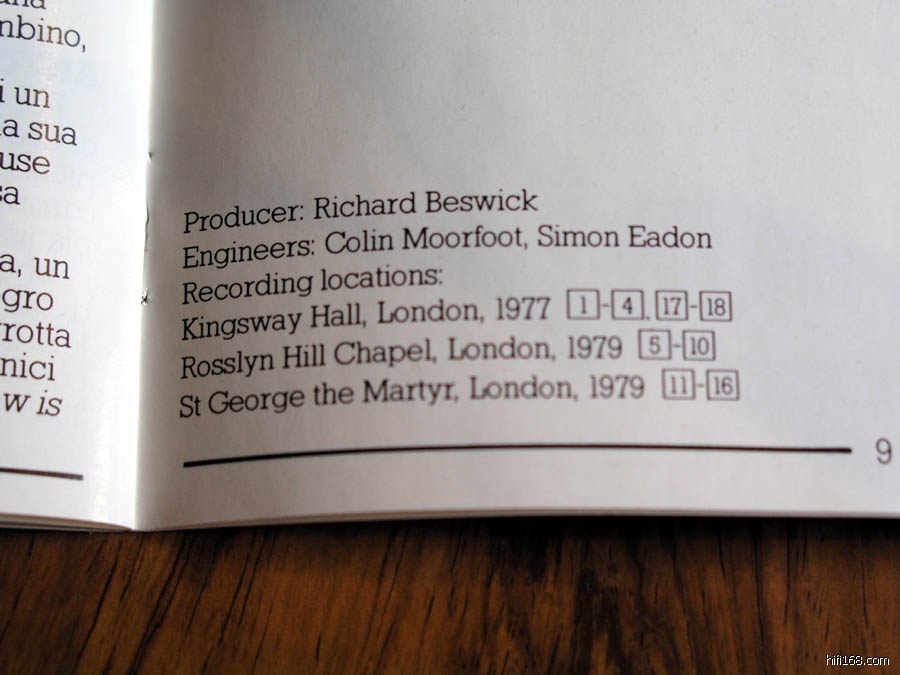 nbino,
i un
a sua
use
sa
a, un
gro
rotta
nici
w is
Producer: Richard Beswick
Engineers: Colin Moorfoot, Simon Eadon
Recording locations:
Kingsway Hall, London, 1977 1-4, 17-18
Rosslyn Hill Chapel, London, 1979 5-10
St George the Martyr, London, 1979 11-16
9
hifi168.com